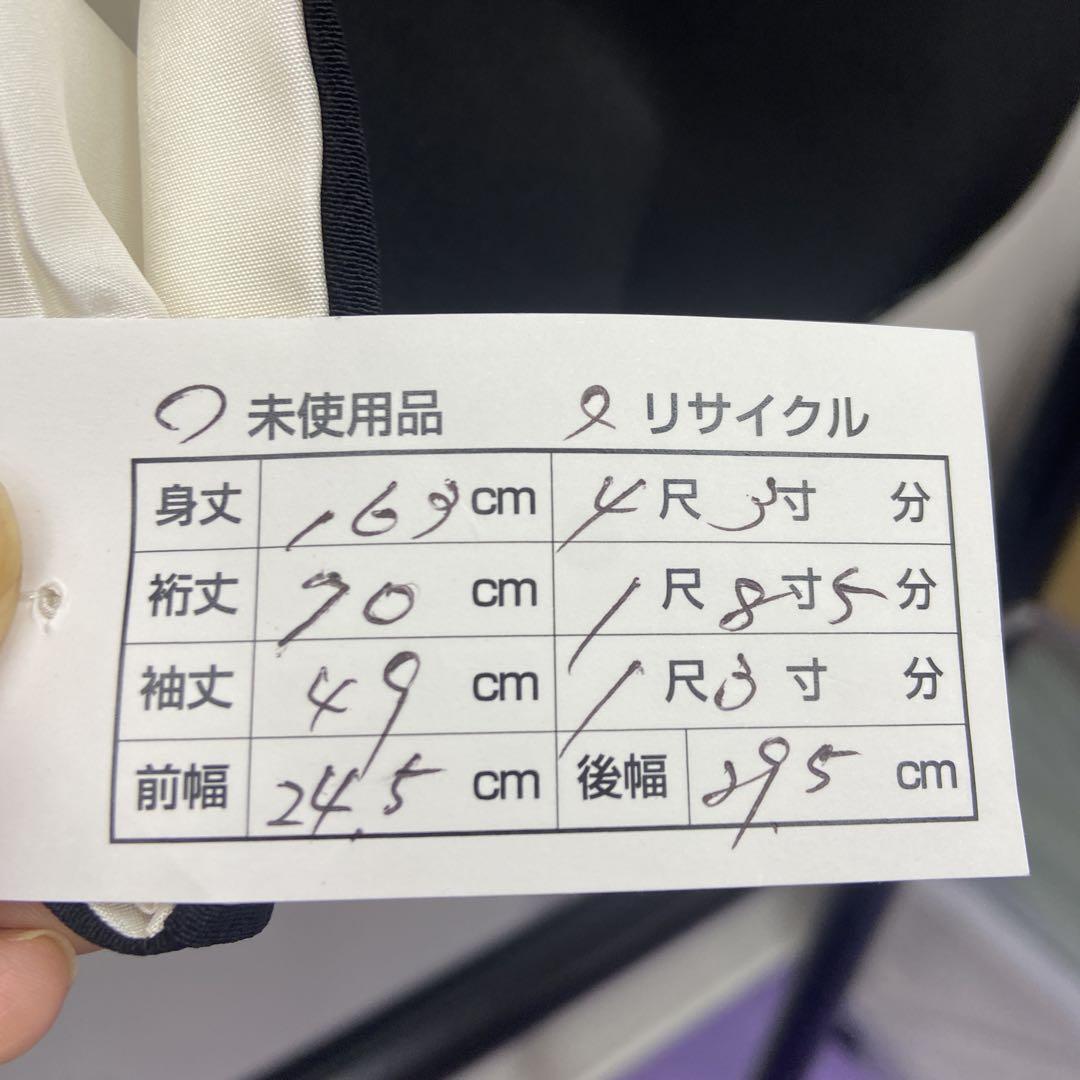 未使用品 リサイクル
身丈 163 cm 4 尺 3 寸 分
裄丈 70 cm 1 尺 8 寸 5 分
袖丈 49 cm 1 尺 3 寸 分
前幅 24.5 cm 後幅 29.5 cm